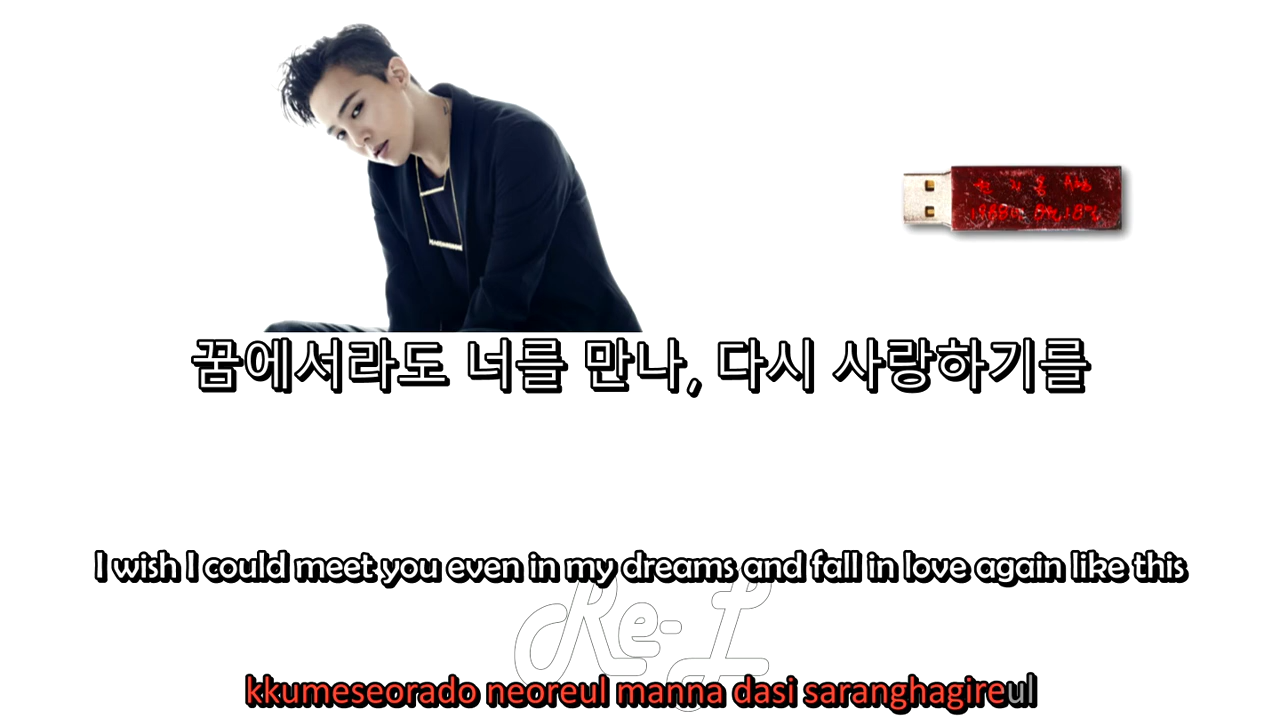 꿈에서라도 너를 만나, 다시 사랑하기를
I wish I could meet you even in my dreams and fall in love again like this
Re-I
kkumeseorado neoreul manna dasi saranghagireul